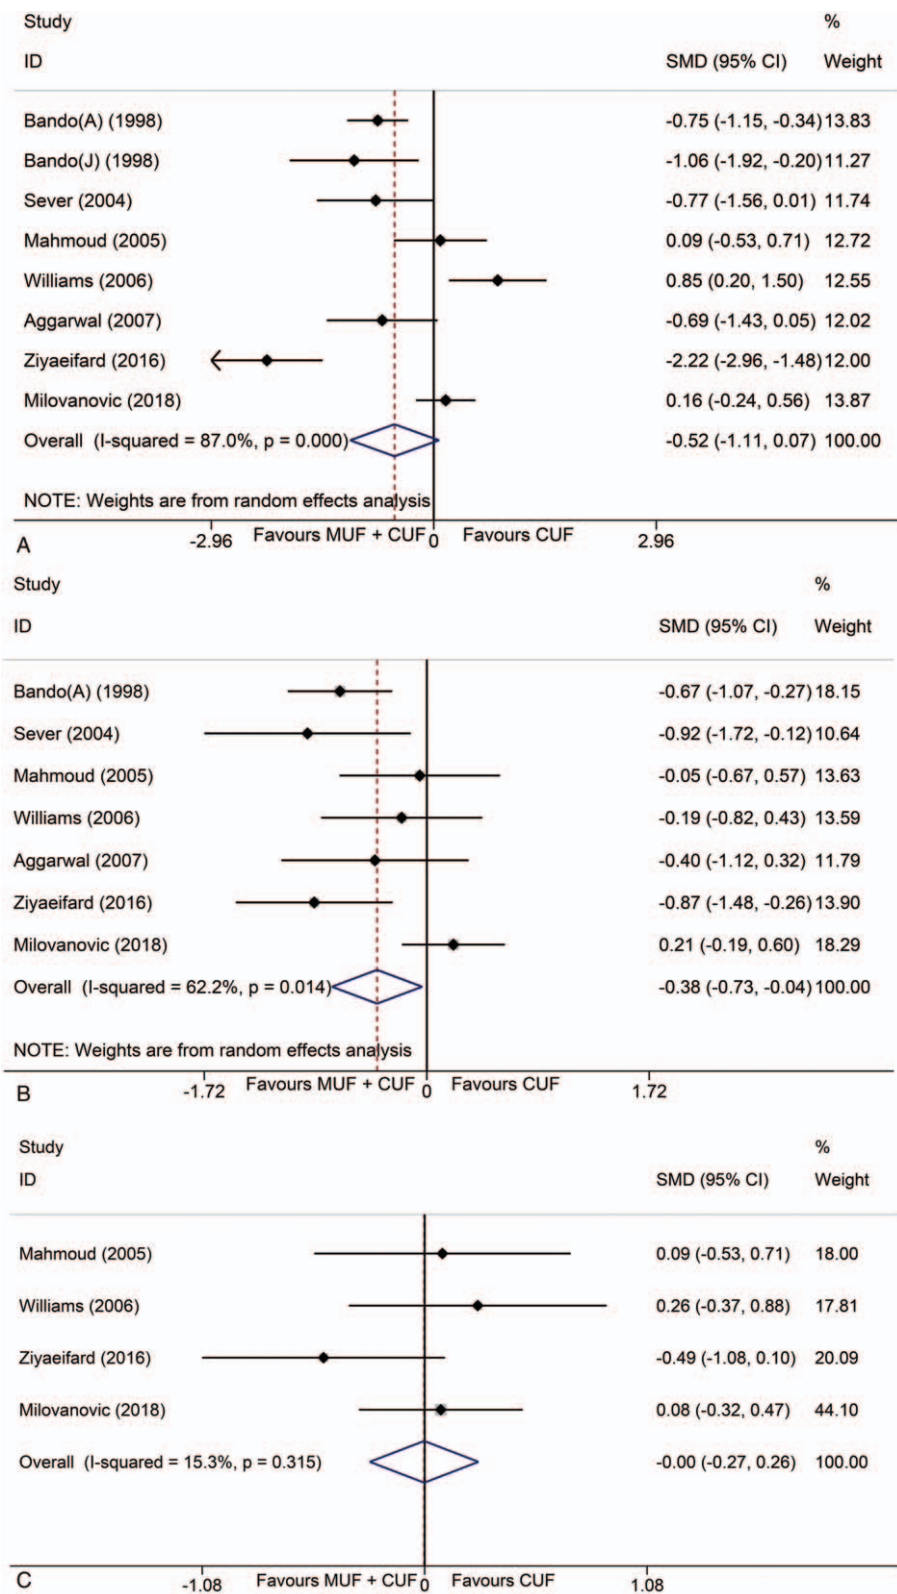 Study %
ID SMD (95% CI) Weight
Bando(A) (1998) -0.75 (-1.15, -0.34) 13.83
Bando(J) (1998) -1.06 (-1.92, -0.20) 11.27
Sever (2004) -0.77 (-1.56, 0.01) 11.74
Mahmoud (2005) 0.09 (-0.53, 0.71) 12.72
Williams (2006) 0.85 (0.20, 1.50) 12.55
Aggarwal (2007) -0.69 (-1.43, 0.05) 12.02
Ziyaeifard (2016) -2.22 (-2.96, -1.48) 12.00
Milovanovic (2018) 0.16 (-0.24, 0.56) 13.87
Overall (I-squared = 87.0%, p = 0.000) -0.52 (-1.11, 0.07) 100.00
NOTE: Weights are from random effects analysis
A -2.96 Favours MUF + CUF 0 Favours CUF 2.96
Study %
ID SMD (95% CI) Weight
Bando(A) (1998) -0.67 (-1.07, -0.27) 18.15
Sever (2004) -0.92 (-1.72, -0.12) 10.64
Mahmoud (2005) -0.05 (-0.67, 0.57) 13.63
Williams (2006) -0.19 (-0.82, 0.43) 13.59
Aggarwal (2007) -0.40 (-1.12, 0.32) 11.79
Ziyaeifard (2016) -0.87 (-1.48, -0.26) 13.90
Milovanovic (2018) 0.21 (-0.19, 0.60) 18.29
Overall (I-squared = 62.2%, p = 0.014) -0.38 (-0.73, -0.04) 100.00
NOTE: Weights are from random effects analysis
B -1.72 Favours MUF + CUF 0 Favours CUF 1.72
Study %
ID SMD (95% CI) Weight
Mahmoud (2005) 0.09 (-0.53, 0.71) 18.00
Williams (2006) 0.26 (-0.37, 0.88) 17.81
Ziyaeifard (2016) -0.49 (-1.08, 0.10) 20.09
Milovanovic (2018) 0.08 (-0.32, 0.47) 44.10
Overall (I-squared = 15.3%, p = 0.315) -0.00 (-0.27, 0.26) 100.00
C -1.08 Favours MUF + CUF 0 Favours CUF 1.08